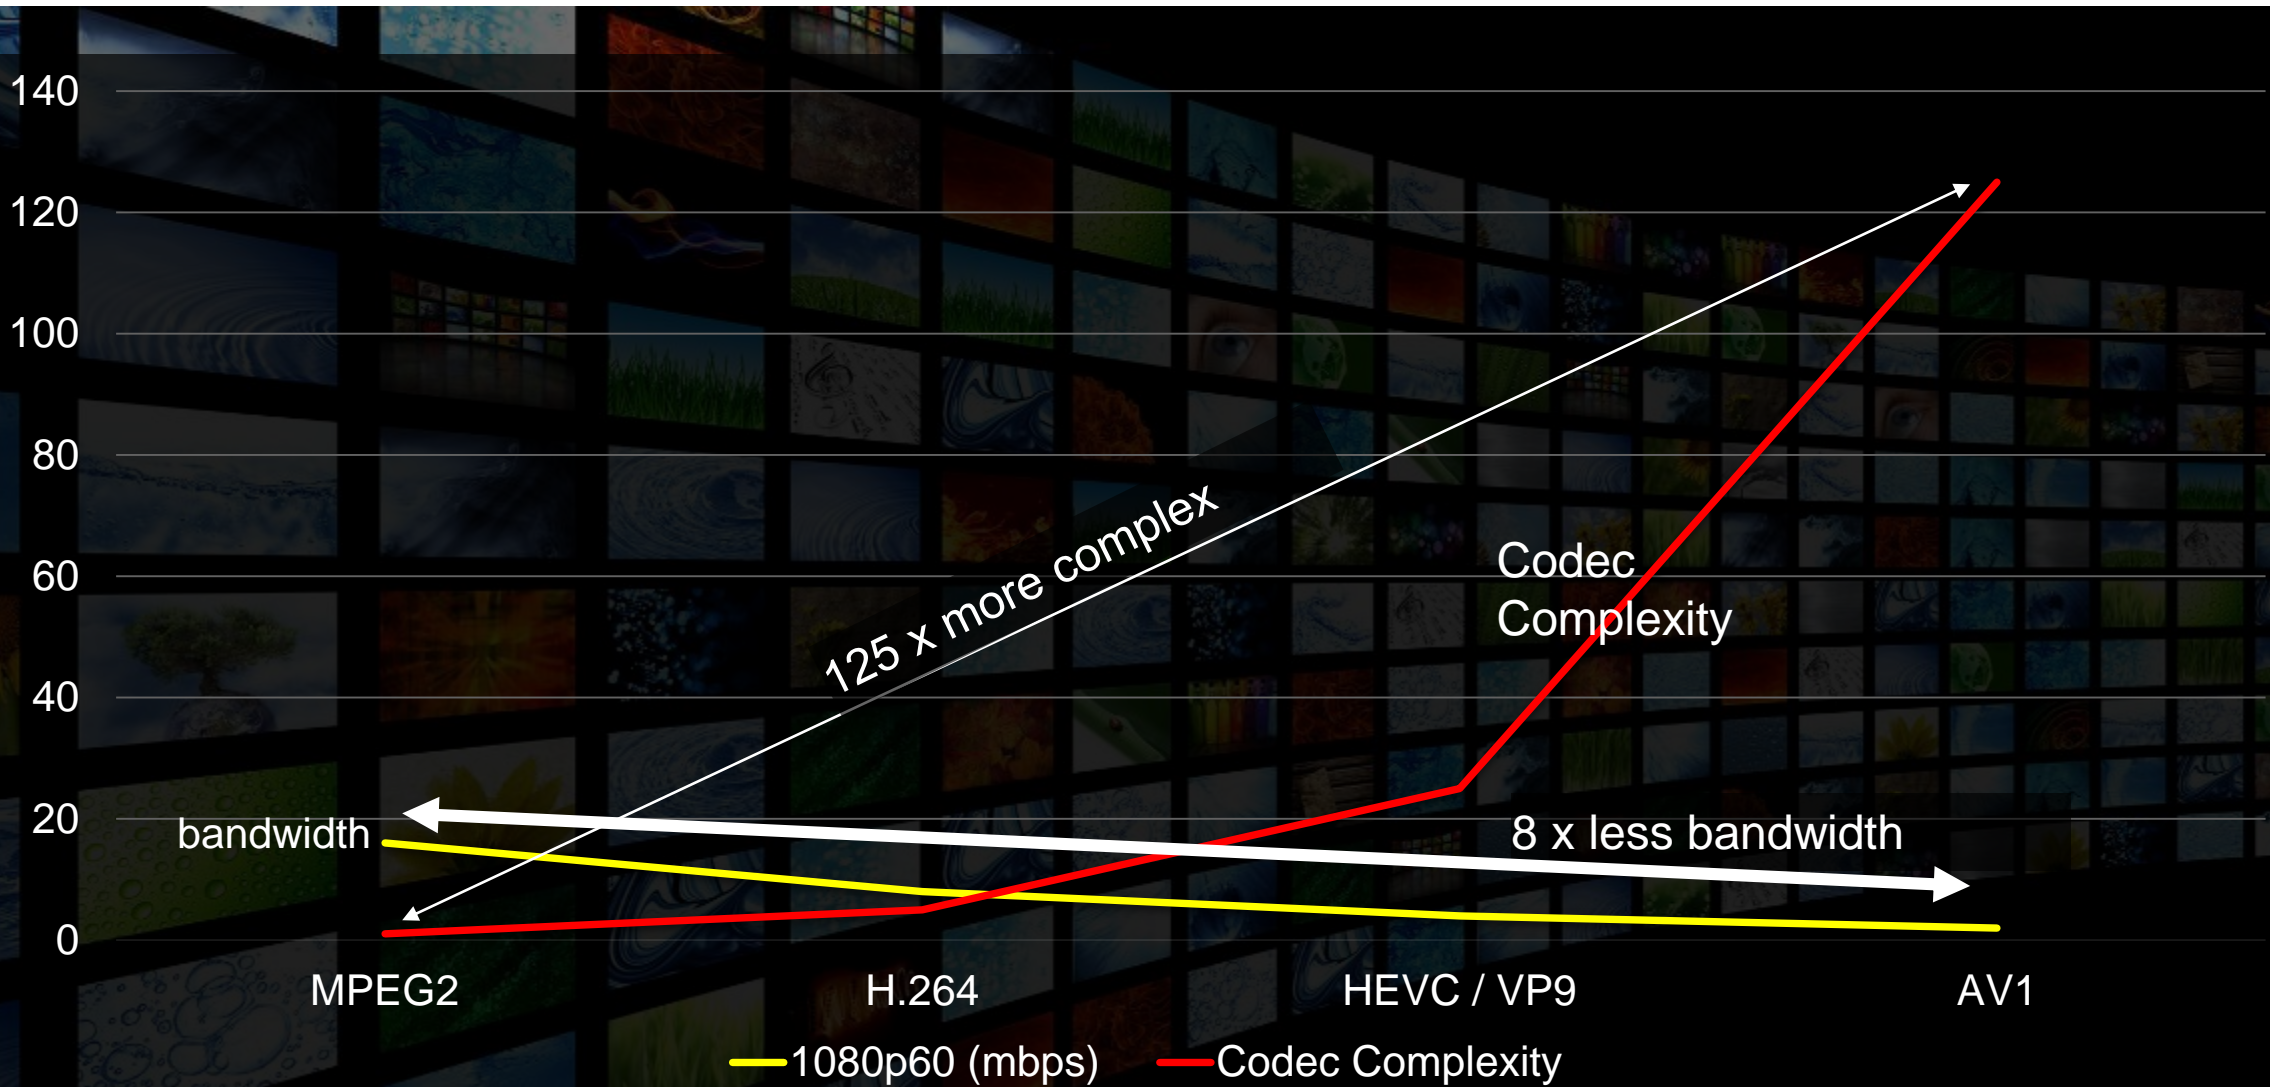 140
120
100
80
60
40
20
0
125 x more complex
Codec
Complexity
bandwidth
8 x less bandwidth
MPEG2
H.264
HEVC / VP9
AV1
1080p60 (mbps)
Codec Complexity